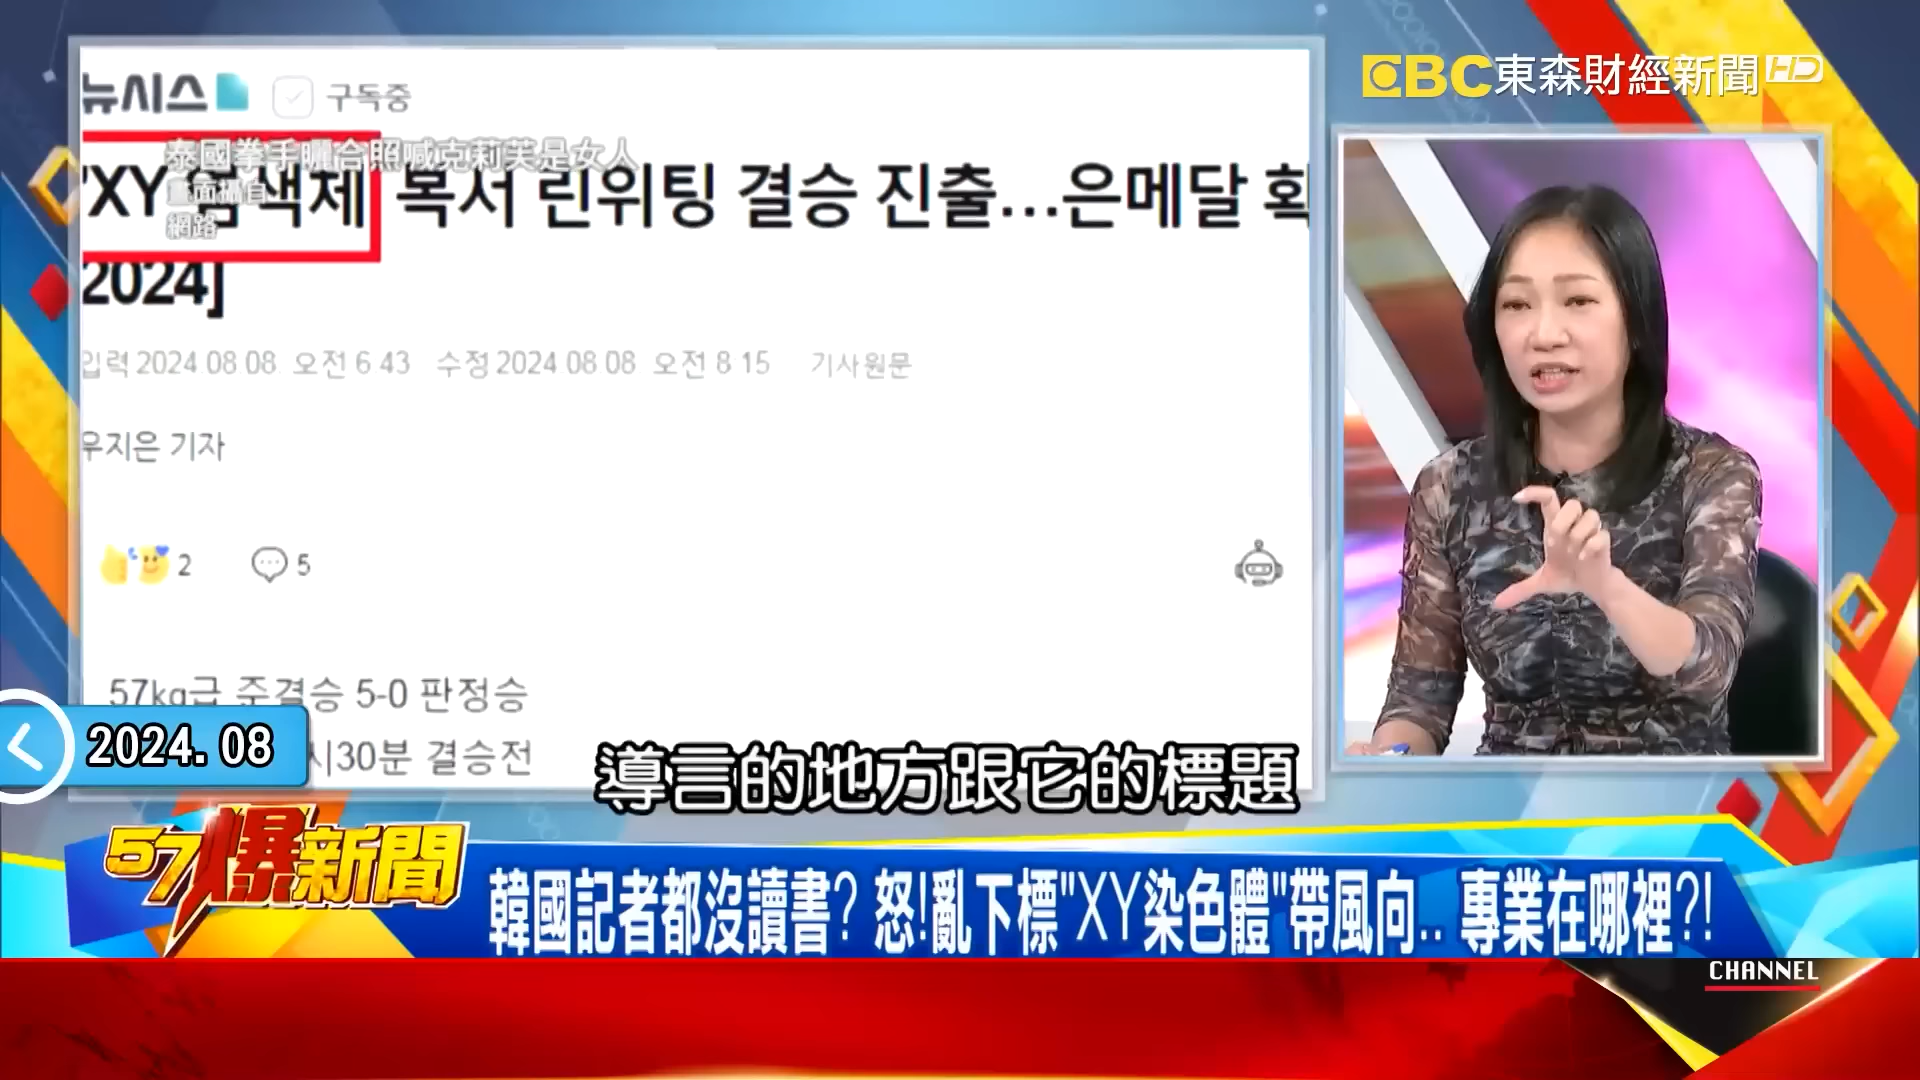 EBC東森財經新聞HD
뉴시스
구독중
泰國拳手曬合照喊克莉芙是女人
畫面攝自
網路
'XY 염색체' 복서 린위팅 결승 진출…은메달 확
2024]
입력 2024.08.08. 오전 6:43 수정 2024.08.08. 오전 8:15 기사원문
우지은 기자
2
5
57kg급 준결승 5-0 판정승
시30분 결승전
2024.08
導言的地方跟它的標題
57爆新聞
韓國記者都沒讀書? 怒!亂下標"XY染色體"帶風向.. 專業在哪裡?!
CHANNEL